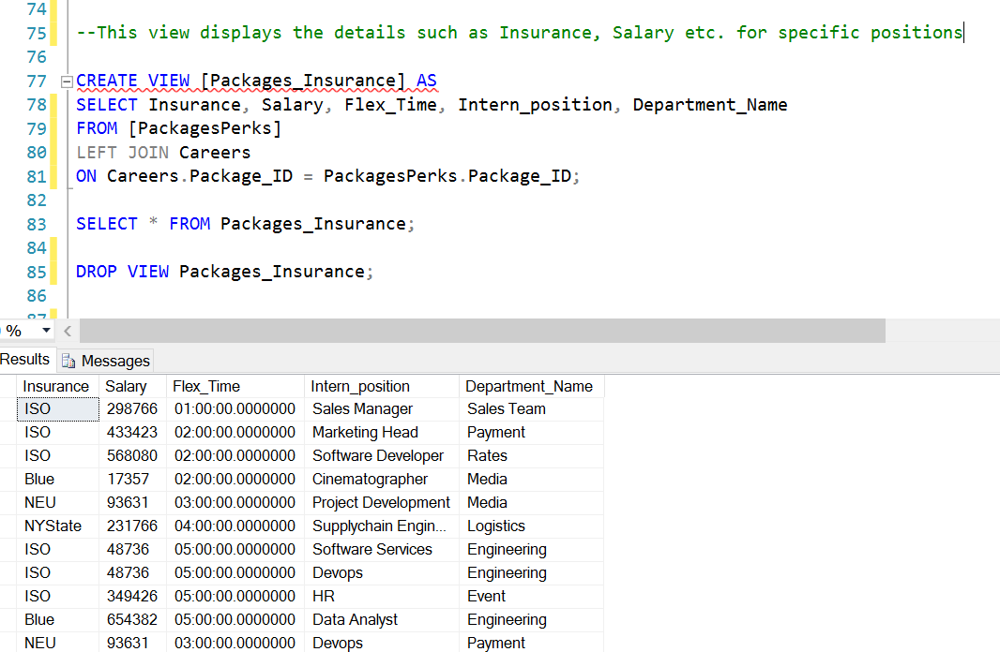 74
75 --This view displays the details such as Insurance, Salary etc. for specific positions
76
77 CREATE VIEW [Packages_Insurance] AS
78 SELECT Insurance, Salary, Flex_Time, Intern_position, Department_Name
79 FROM [PackagesPerks]
80 LEFT JOIN Careers
81 ON Careers.Package_ID = PackagesPerks.Package_ID;
82
83 SELECT * FROM Packages_Insurance;
84
85 DROP VIEW Packages_Insurance;
86
87
%
Results Messages
Insurance Salary Flex_Time Intern_position Department_Name
ISO 298766 01:00:00.0000000 Sales Manager Sales Team
ISO 433423 02:00:00.0000000 Marketing Head Payment
ISO 568080 02:00:00.0000000 Software Developer Rates
Blue 17357 02:00:00.0000000 Cinematographer Media
NEU 93631 03:00:00.0000000 Project Development Media
NYState 231766 04:00:00.0000000 Supplychain Engin... Logistics
ISO 48736 05:00:00.0000000 Software Services Engineering
ISO 48736 05:00:00.0000000 Devops Engineering
ISO 349426 05:00:00.0000000 HR Event
Blue 654382 05:00:00.0000000 Data Analyst Engineering
NEU 93631 03:00:00.0000000 Devops Payment